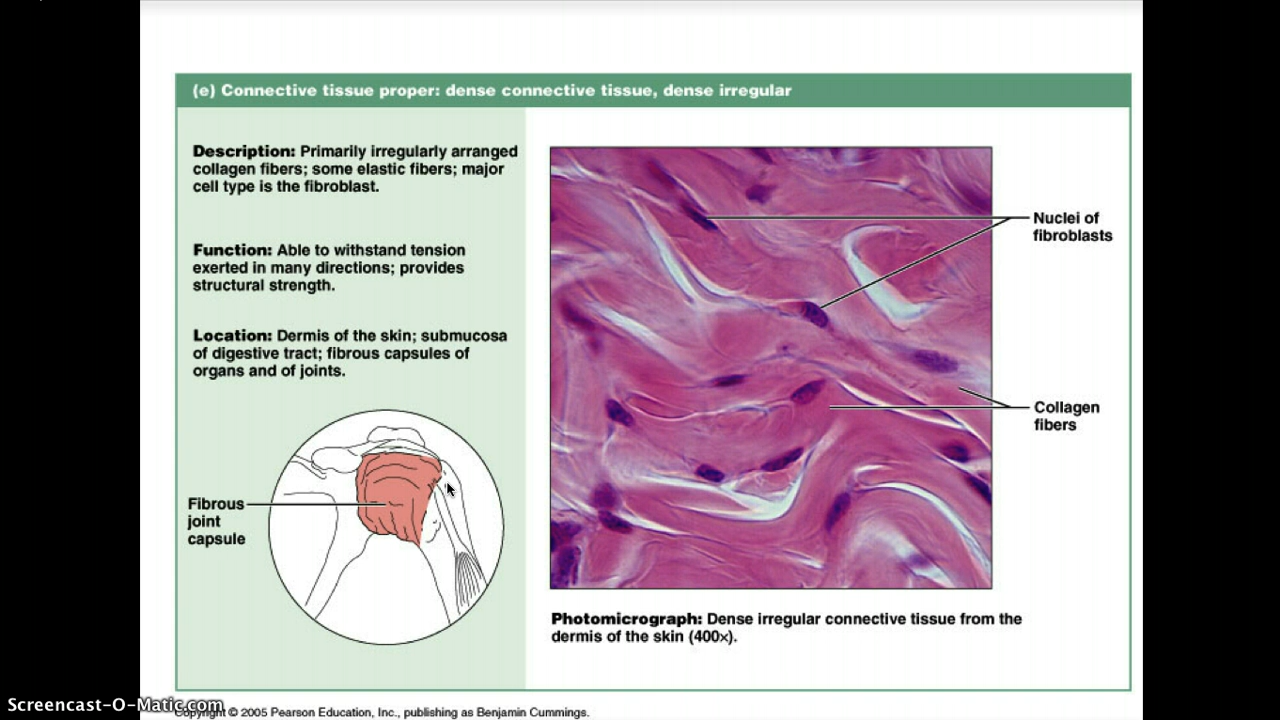 (e) Connective tissue proper: dense connective tissue, dense irregular
Description: Primarily irregularly arranged
collagen fibers; some elastic fibers; major
cell type is the fibroblast.
Function: Able to withstand tension
exerted in many directions; provides
structural strength.
Location: Dermis of the skin; submucosa
of digestive tract; fibrous capsules of
organs and of joints.
Fibrous
joint
capsule
Nuclei of
fibroblasts
Collagen
fibers
Photomicrograph: Dense irregular connective tissue from the
dermis of the skin (400×).
Screencast-O-Matic.com
Copyright © 2005 Pearson Education, Inc., publishing as Benjamin Cummings.